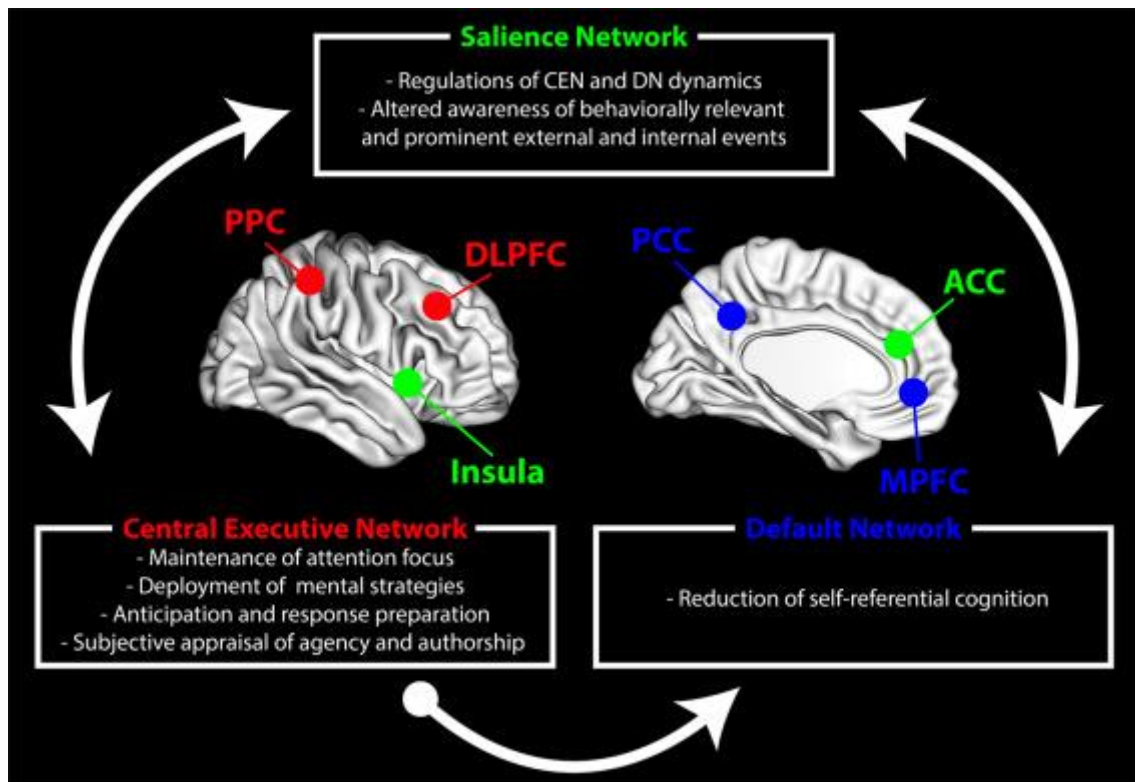 Salience Network
- Regulations of CEN and DN dynamics
- Altered awareness of behaviorally relevant
and prominent external and internal events
PPC
DLPFC
Insula
PCC
ACC
MPFC
Central Executive Network
- Maintenance of attention focus
- Deployment of mental strategies
- Anticipation and response preparation
- Subjective appraisal of agency and authorship
Default Network
- Reduction of self-referential cognition